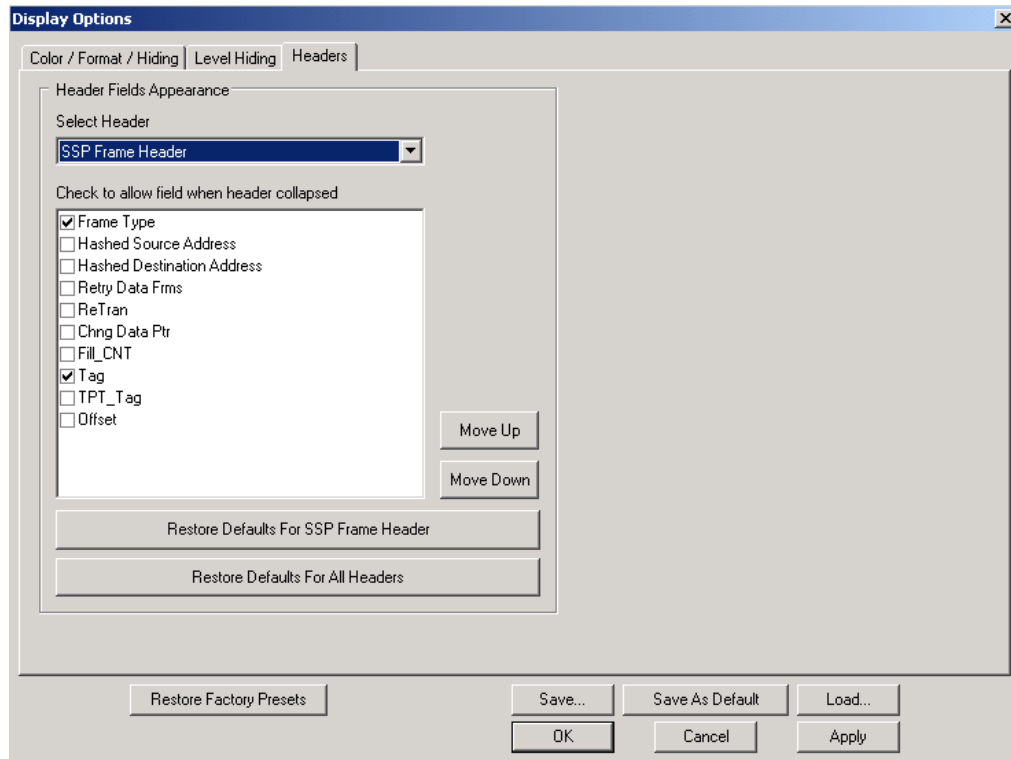 Display Options
Color / Format / Hiding
Level Hiding
Headers
Header Fields Appearance
Select Header
SSP Frame Header
Check to allow field when header collapsed
Frame Type
Hashed Source Address
Hashed Destination Address
Retry Data Frms
ReTran
Chng Data Ptr
Fill_CNT
Tag
TPT_Tag
Offset
Move Up
Move Down
Restore Defaults For SSP Frame Header
Restore Defaults For All Headers
Restore Factory Presets
Save...
Save As Default
Load...
OK
Cancel
Apply